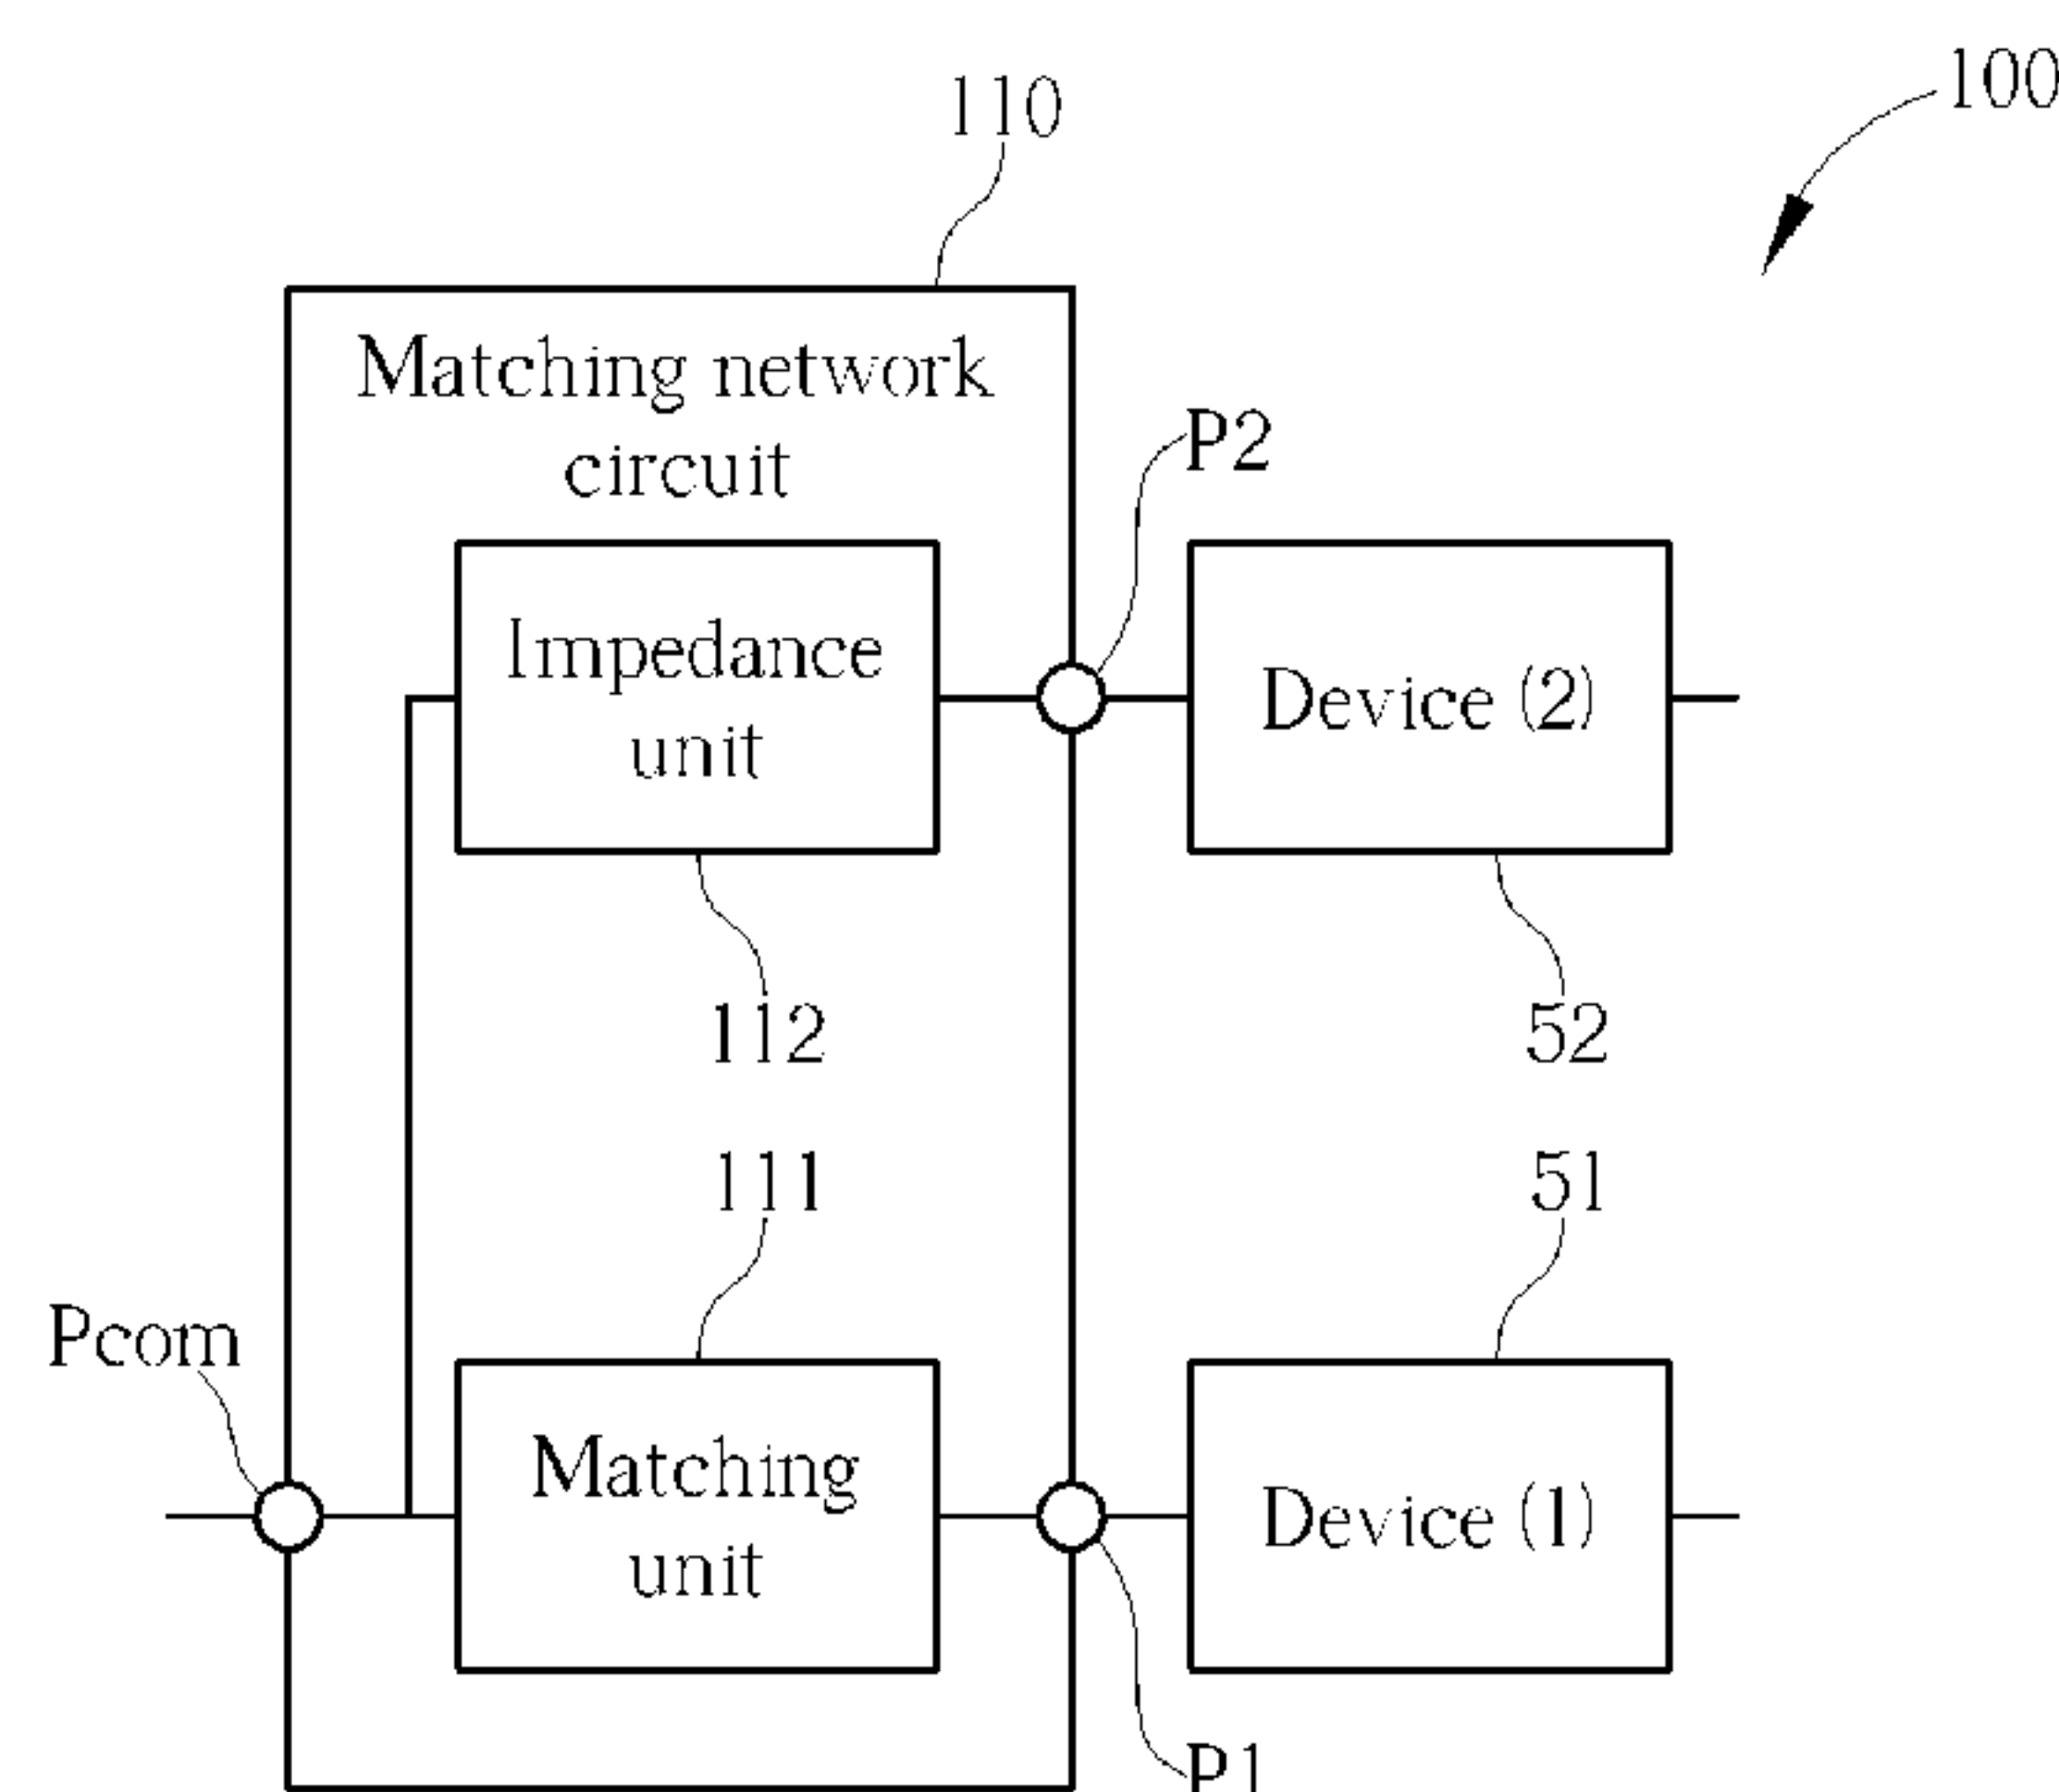 100
110
Matching network
circuit
P2
Impedance
unit
Device (2)
112
52
111
51
Pcom
Matching
unit
Device (1)
P1